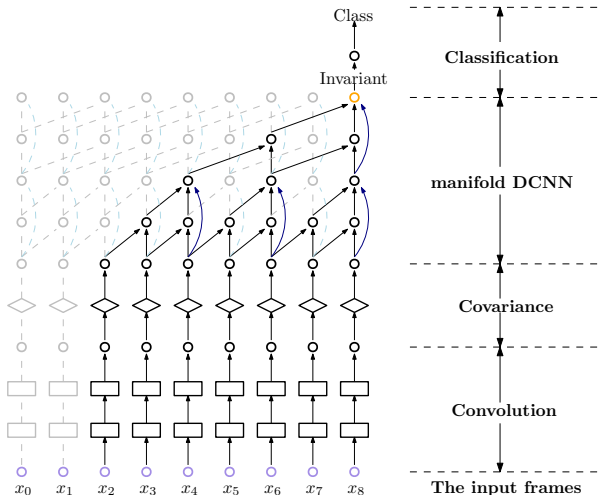 Class
Classification
Invariant
manifold DCNN
Covariance
Convolution
x₀ x₁ x₂ x₃ x₄ x₅ x₆ x₇ x₈
The input frames